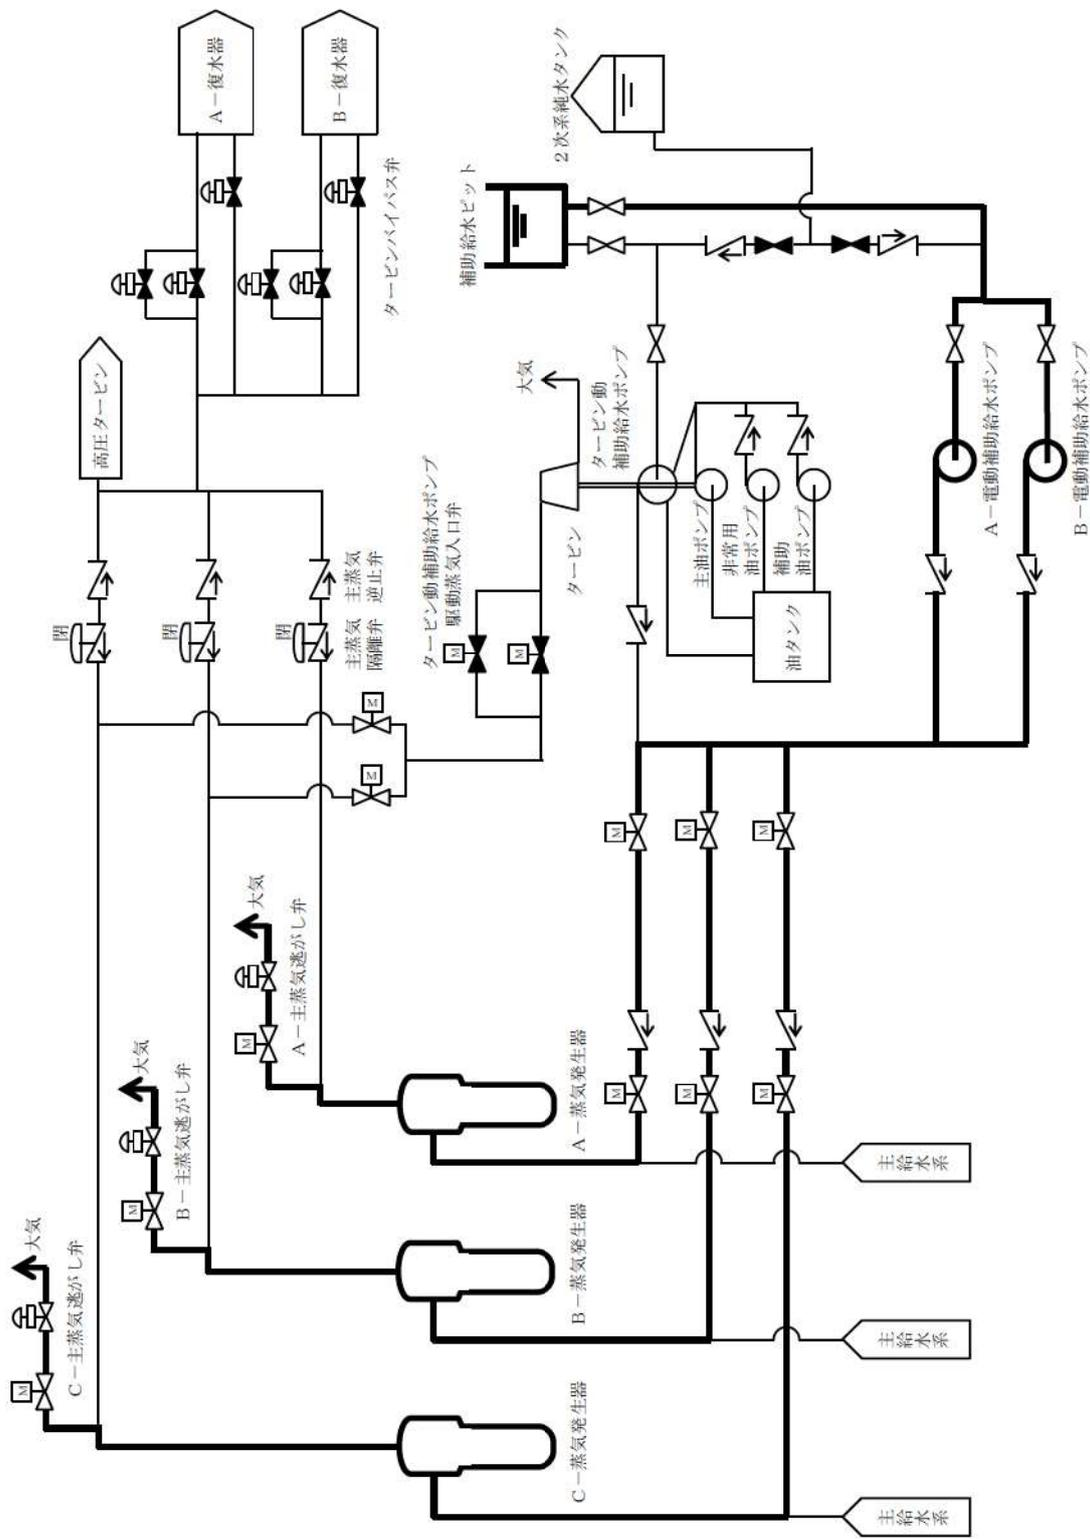 M
大気
C－主蒸気逃がし弁
閉
高圧タービン
M
大気
B－主蒸気逃がし弁
閉
A－復水器
M
大気
A－主蒸気逃がし弁
閉
B－復水器
主蒸気
隔離弁
主蒸気
逆止弁
M
M
タービンバイパス弁
タービン動補助給水ポンプ
駆動蒸気入口弁
M
M
補助給水ピット
大気
2次系純水タンク
タービン
C－蒸気発生器
B－蒸気発生器
A－蒸気発生器
タービン動
補助給水ポンプ
M
M
M
M
M
M
主油ポンプ
非常用
油ポンプ
補助
油ポンプ
油タンク
主
給
水
系
主
給
水
系
主
給
水
系
A－電動補助給水ポンプ
B－電動補助給水ポンプ